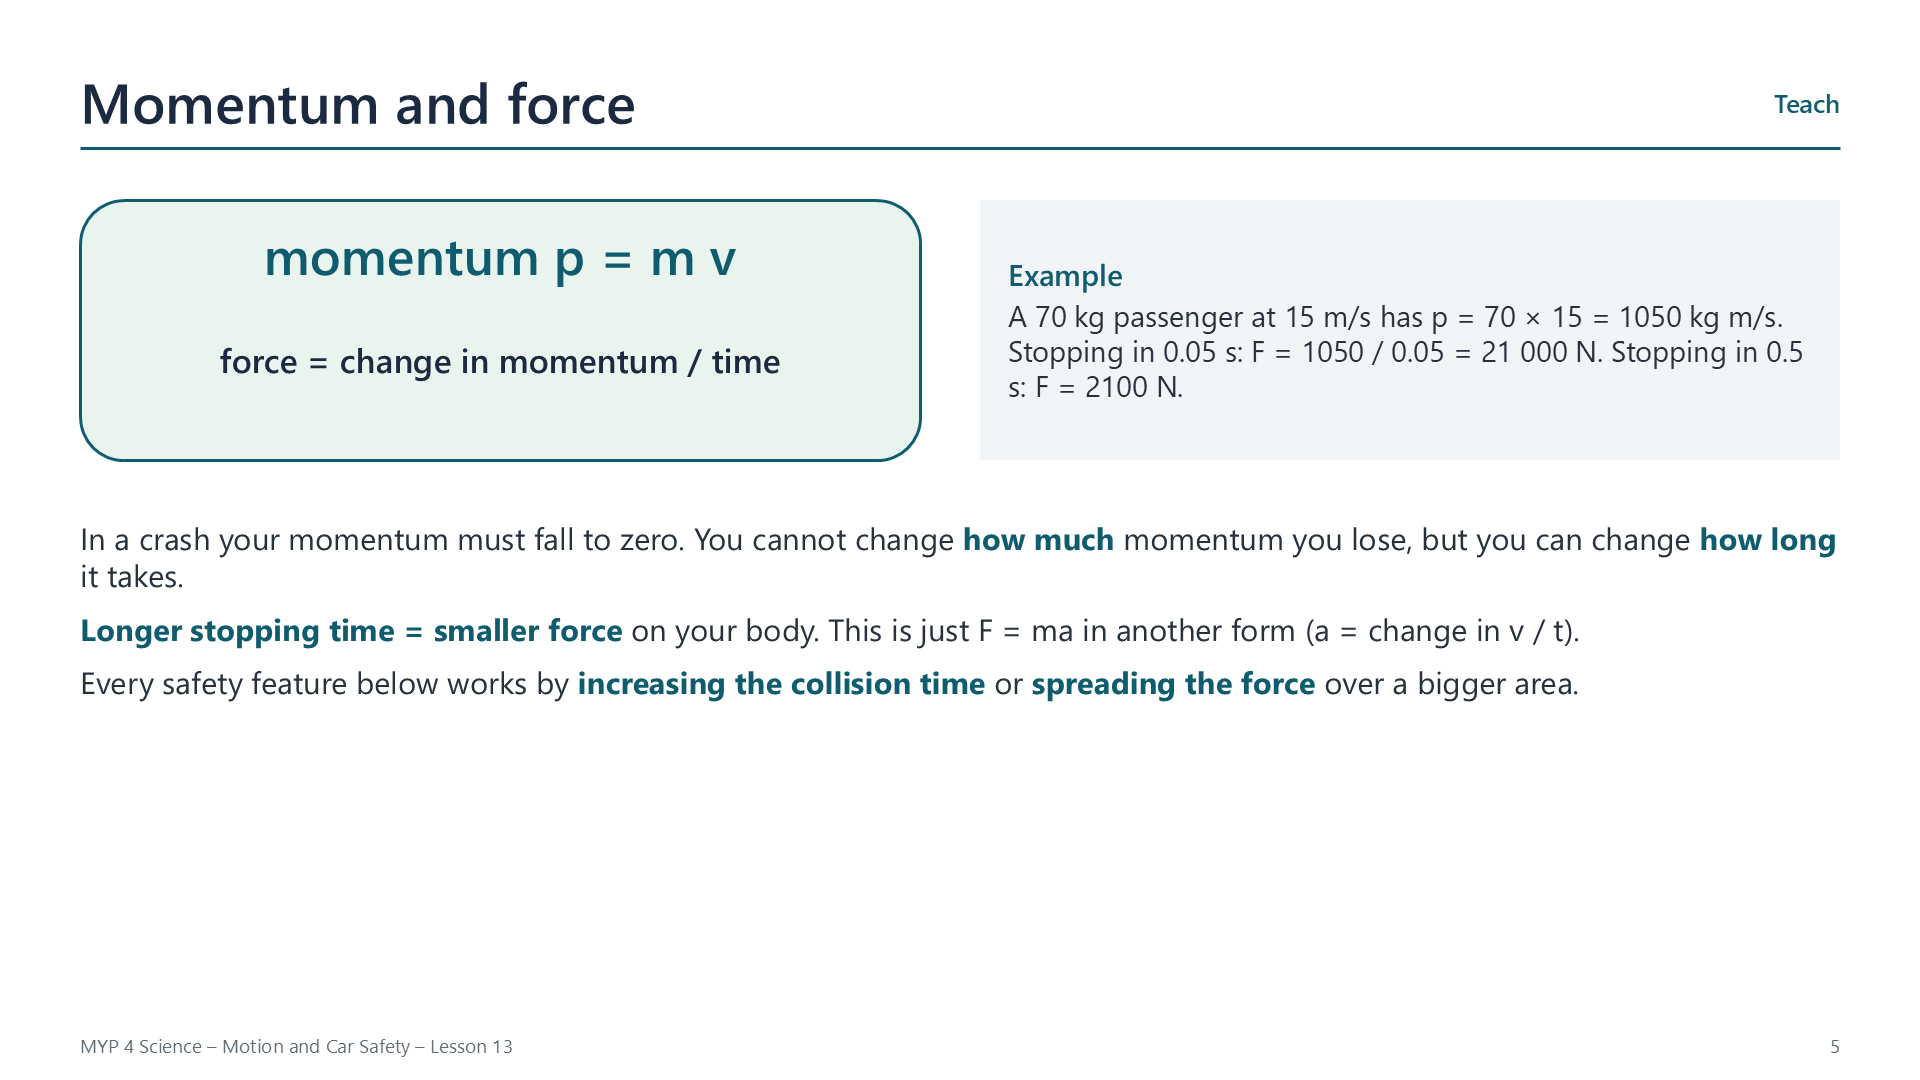 Momentum and force
Teach
momentum p = m v
force = change in momentum / time
Example
A 70 kg passenger at 15 m/s has p = 70 × 15 = 1050 kg m/s.
Stopping in 0.05 s: F = 1050 / 0.05 = 21 000 N. Stopping in 0.5
s: F = 2100 N.
In a crash your momentum must fall to zero. You cannot change how much momentum you lose, but you can change how long
it takes.
Longer stopping time = smaller force on your body. This is just F = ma in another form (a = change in v / t).
Every safety feature below works by increasing the collision time or spreading the force over a bigger area.
MYP 4 Science – Motion and Car Safety – Lesson 13
5